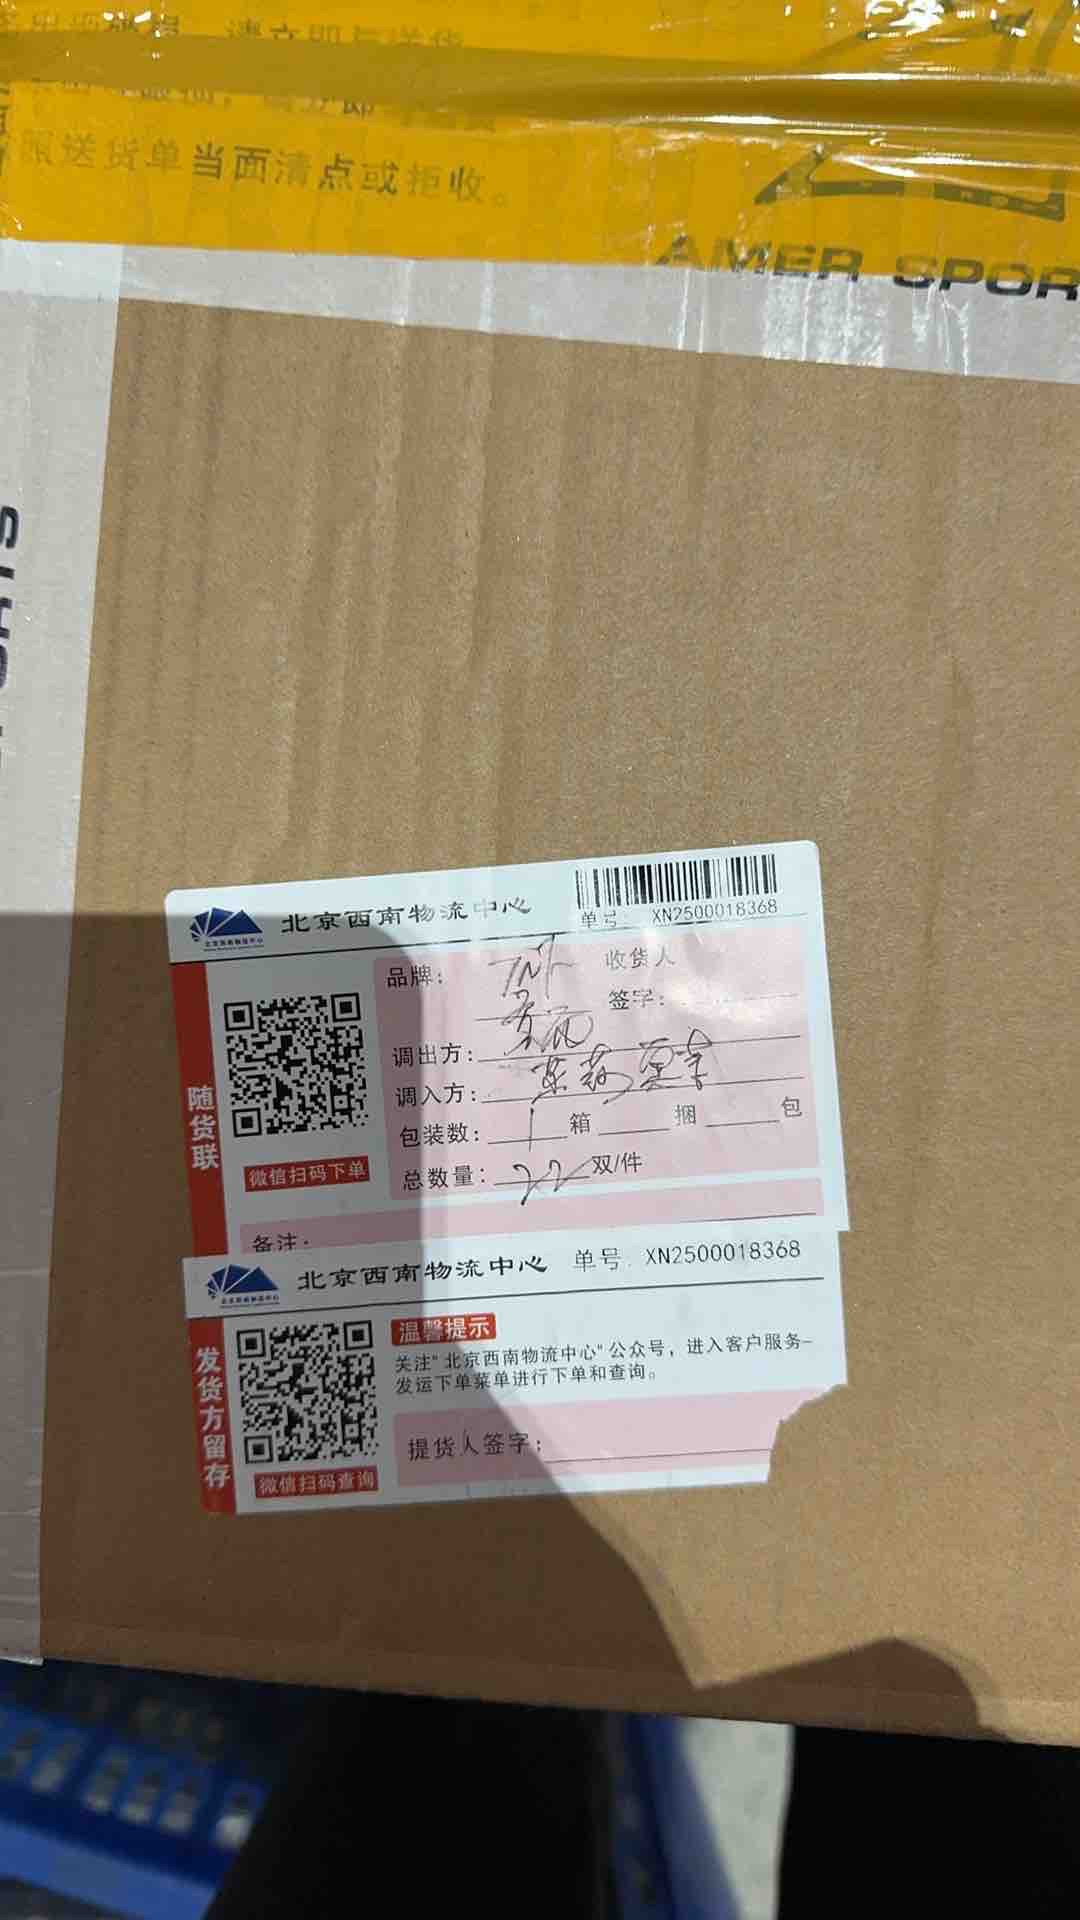 照送货单当面清点或拒收。
AMER SPOR
北京西南物流中心
单号: XN2500018368
品牌: TNF
收货人
签字:
调出方:
调入方:
包装数: 1 箱 捆 包
总数量: 22 双/件
随货联
微信扫码下单
备注:
北京西南物流中心 单号: XN2500018368
温馨提示
关注"北京西南物流中心"公众号，进入客户服务-
发运下单菜单进行下单和查询。
提货人签字:
发货方留存
微信扫码查询